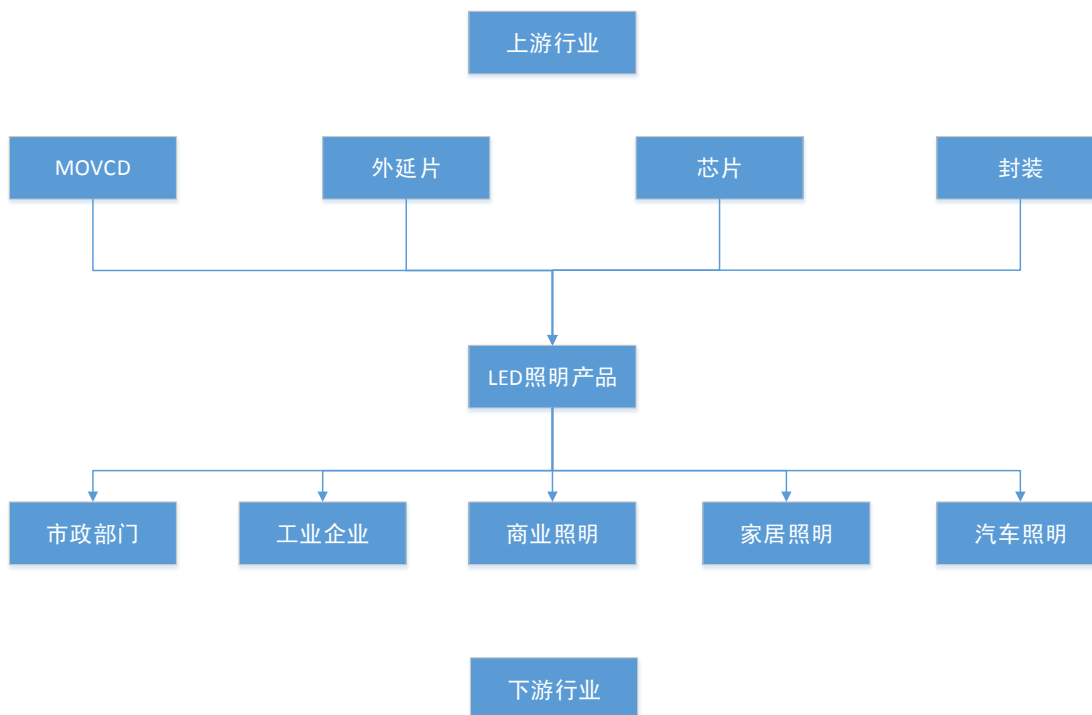 上游行业
MOVCD
外延片
芯片
封装
LED照明产品
市政部门
工业企业
商业照明
家居照明
汽车照明
下游行业